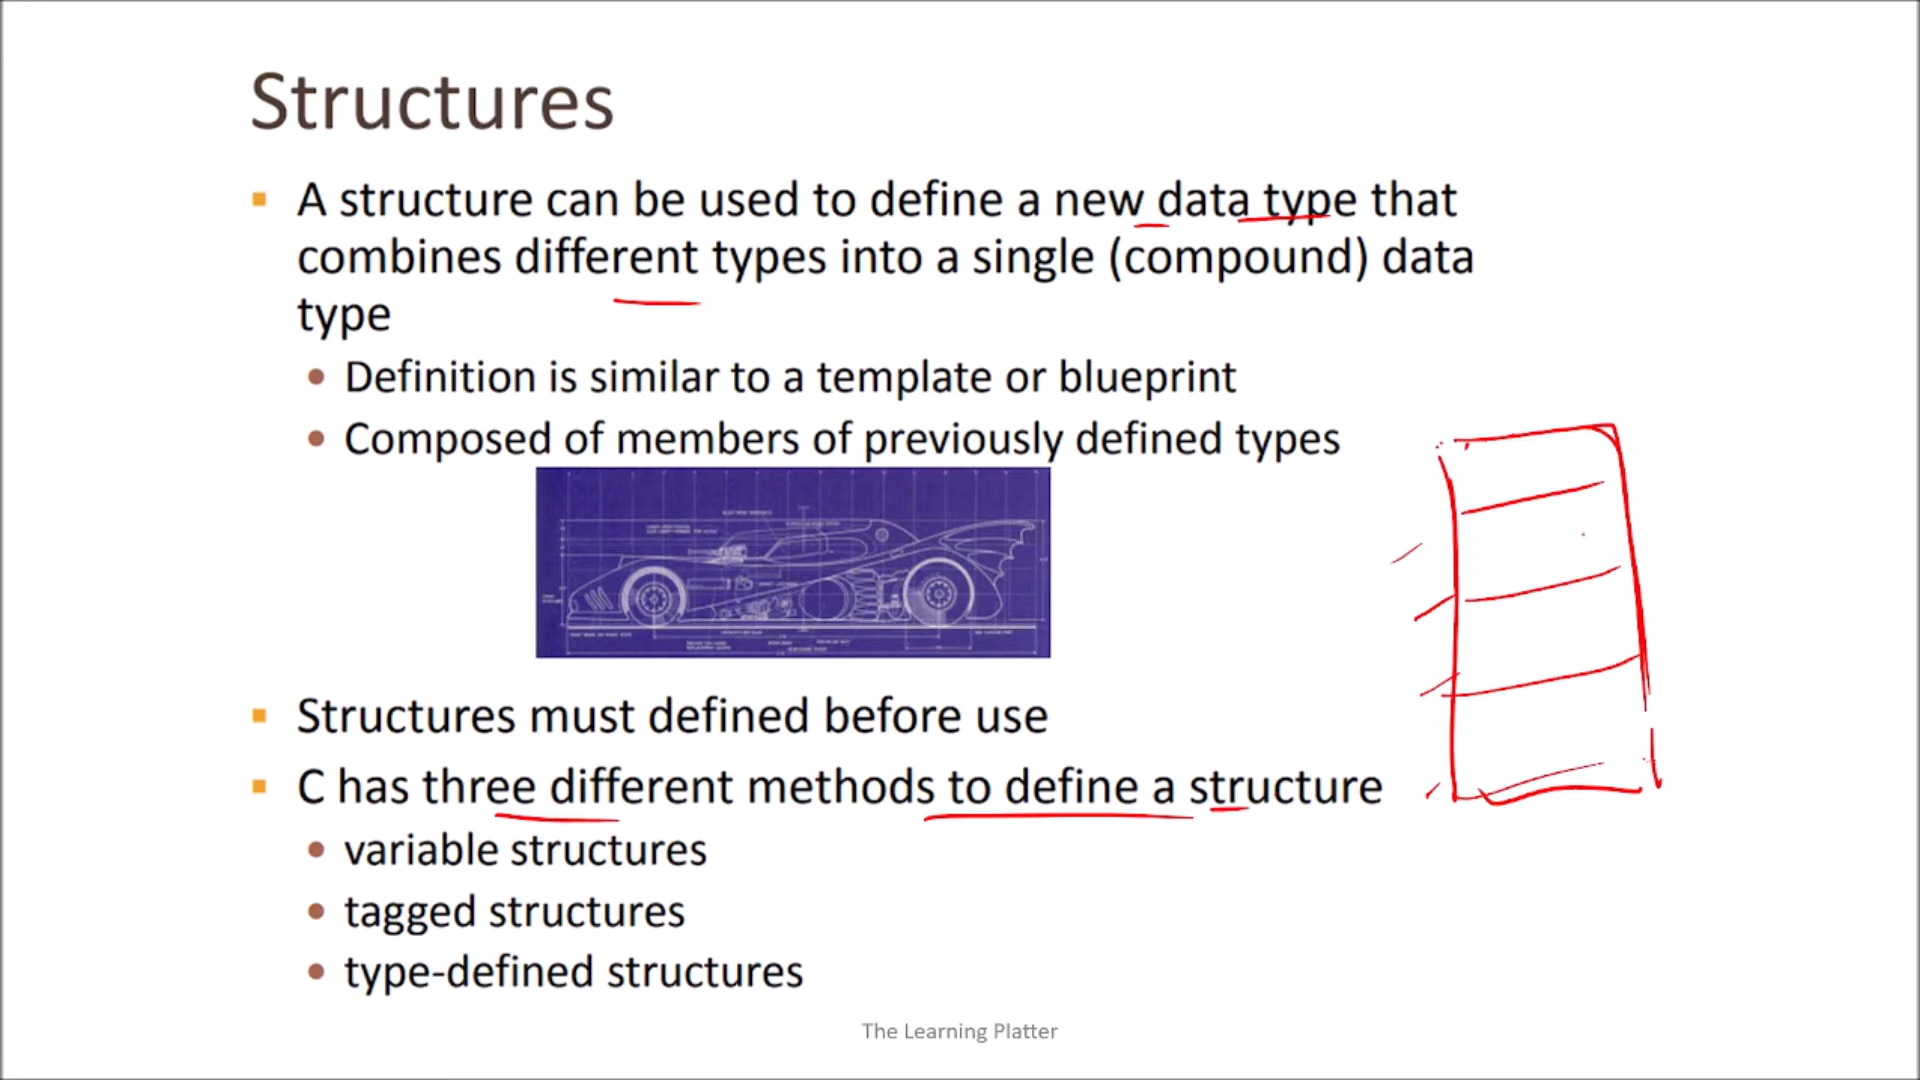 Structures
A structure can be used to define a new data type that
combines different types into a single (compound) data
type
Definition is similar to a template or blueprint
Composed of members of previously defined types
Structures must defined before use
C has three different methods to define a structure
variable structures
tagged structures
type-defined structures
The Learning Platter